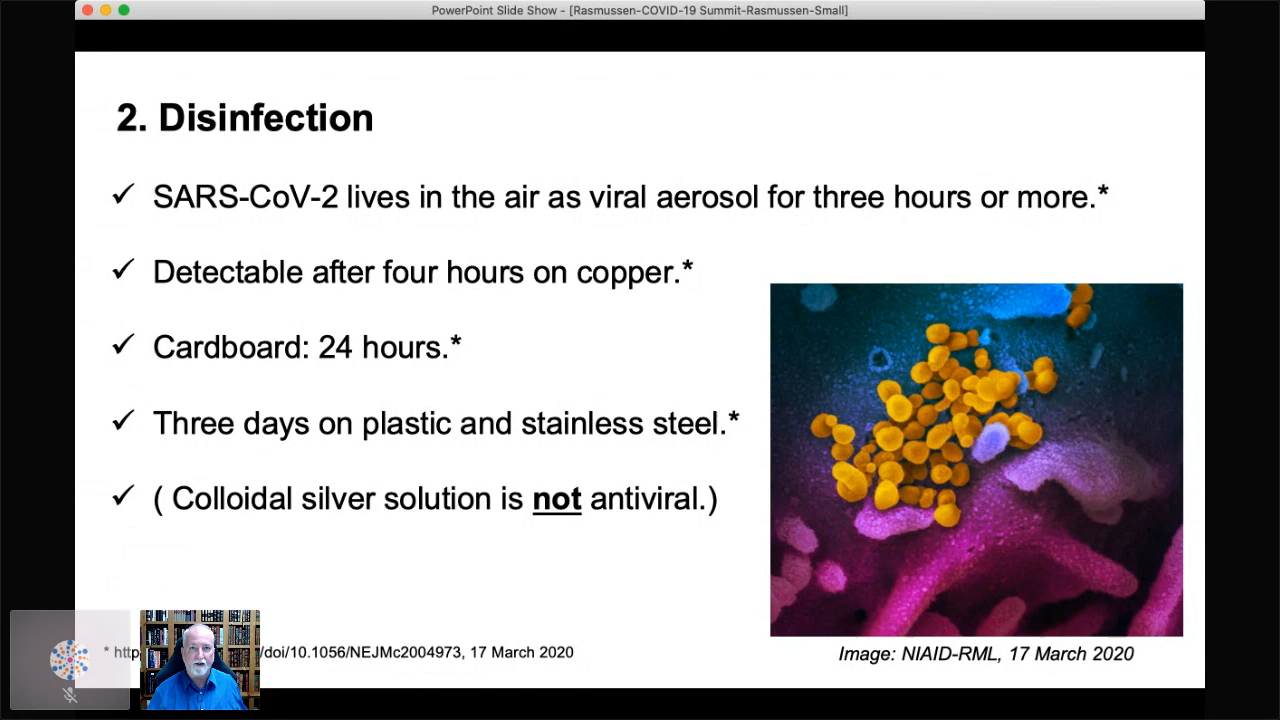 PowerPoint Slide Show - [Rasmussen-COVID-19 Summit-Rasmussen-Small]
2. Disinfection
✓ SARS-CoV-2 lives in the air as viral aerosol for three hours or more.*
✓ Detectable after four hours on copper.*
✓ Cardboard: 24 hours.*
✓ Three days on plastic and stainless steel.*
✓ ( Colloidal silver solution is not antiviral.)
* /doi/10.1056/NEJMc2004973, 17 March 2020
Image: NIAID-RML, 17 March 2020